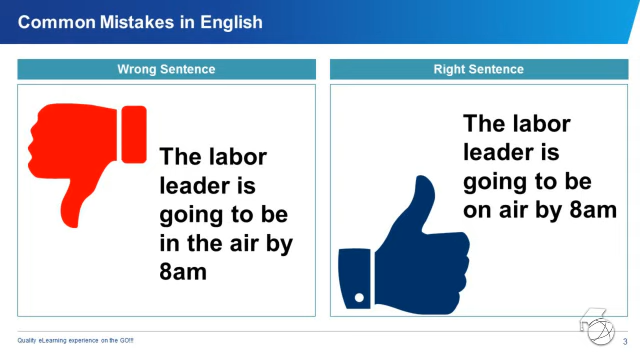 Common Mistakes in English
Wrong Sentence
The labor
leader is
going to be
in the air by
8am
Right Sentence
The labor
leader is
going to be
on air by 8am
Quality eLearning experience on the GO!!!
3